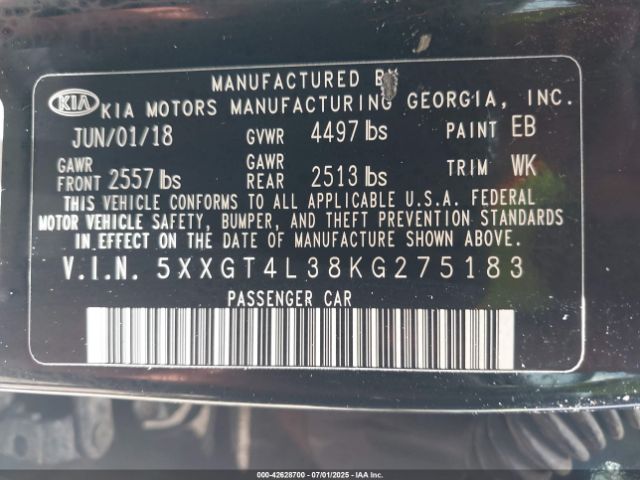 MANUFACTURED BY
KIA KIA MOTORS MANUFACTURING GEORGIA, INC.
JUN/01/18 GVWR 4497 lbs PAINT EB
GAWR FRONT 2557 lbs GAWR REAR 2513 lbs TRIM WK
THIS VEHICLE CONFORMS TO ALL APPLICABLE U.S.A. FEDERAL
MOTOR VEHICLE SAFETY, BUMPER, AND THEFT PREVENTION STANDARDS
IN EFFECT ON THE DATE OF MANUFACTURE SHOWN ABOVE.
V.I.N. 5XXGT4L38KG275183
PASSENGER CAR
000-42628700 - 07/01/2025 - IAA Inc.